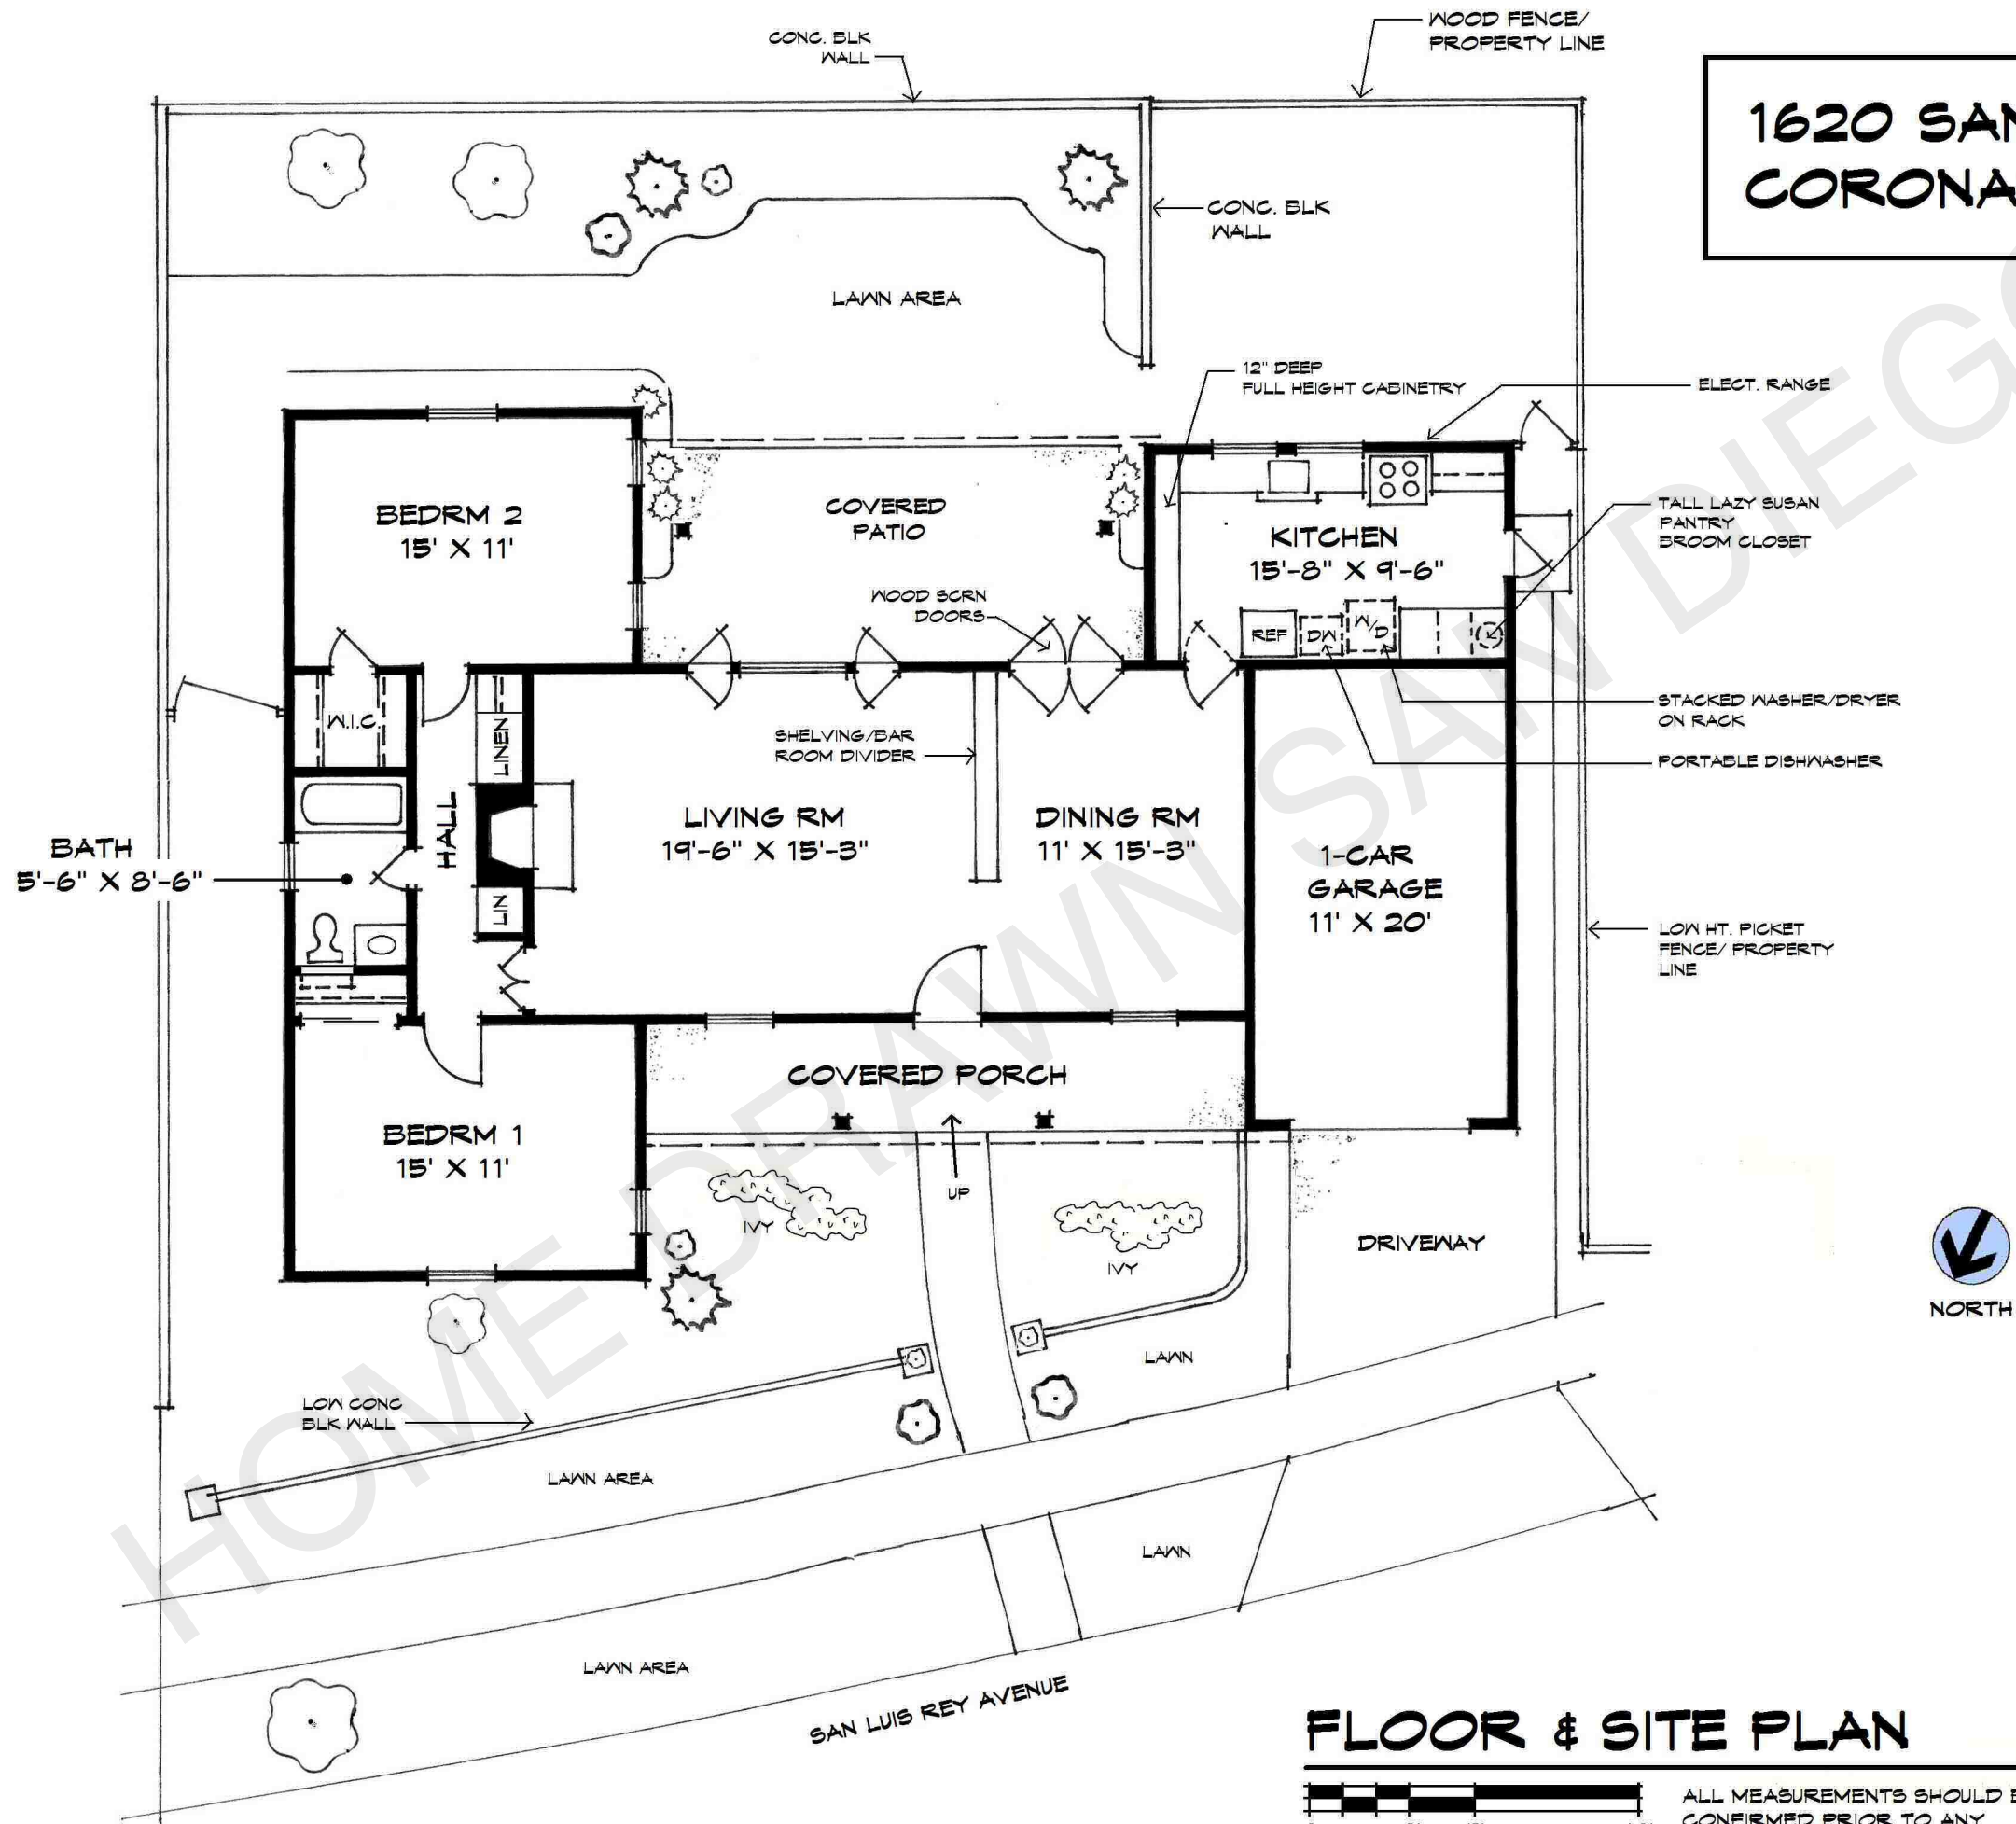 WOOD FENCE/
PROPERTY LINE
CONC. BLK
WALL
1620 SAN
CORONA
CONC. BLK
WALL
LAWN AREA
12" DEEP
FULL HEIGHT CABINETRY
ELECT. RANGE
BEDRM 2
15' X 11'
COVERED
PATIO
KITCHEN
15'-8" X 9'-6"
TALL LAZY SUSAN
PANTRY
BROOM CLOSET
WOOD SCRN
DOORS
REF
DW
W/D
W.I.C.
LINEN
SHELVING/BAR
ROOM DIVIDER
STACKED WASHER/DRYER
ON RACK
PORTABLE DISHWASHER
HALL
LIVING RM
19'-6" X 15'-3"
DINING RM
11' X 15'-3"
BATH
5'-6" X 8'-6"
1-CAR
GARAGE
11' X 20'
LIN
LOW HT. PICKET
FENCE/ PROPERTY
LINE
COVERED PORCH
BEDRM 1
15' X 11'
UP
IVY
IVY
DRIVEWAY
NORTH
LAWN
LOW CONC
BLK WALL
LAWN AREA
LAWN
LAWN AREA
SAN LUIS REY AVENUE
FLOOR & SITE PLAN
ALL MEASUREMENTS SHOULD
CONFIRMED PRIOR TO ANY
HOME DRAWN SAN DIEGO